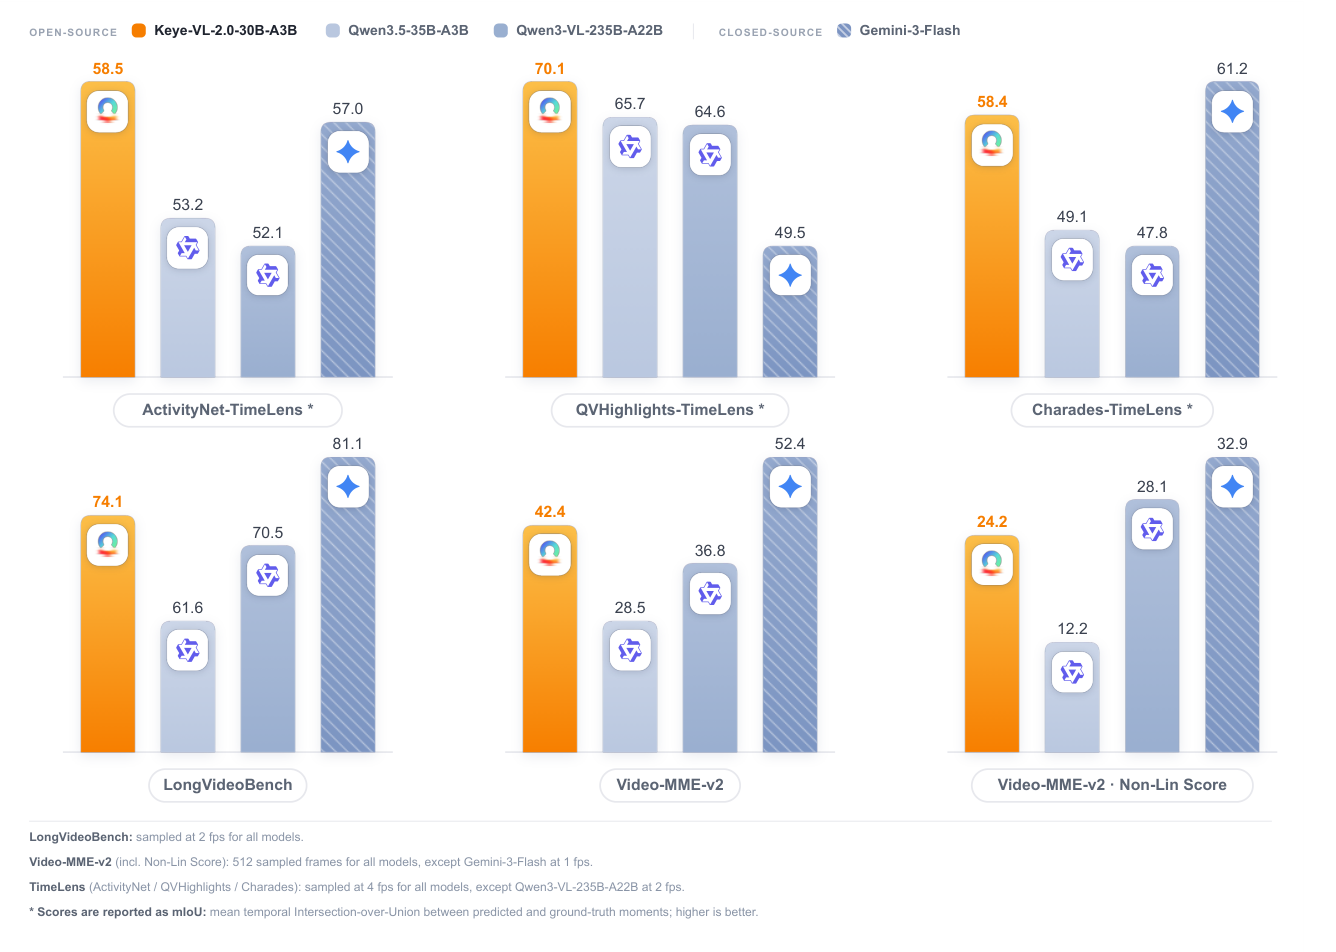 OPEN-SOURCE Keye-VL-2.0-30B-A3B Qwen3.5-35B-A3B Qwen3-VL-235B-A22B CLOSED-SOURCE Gemini-3-Flash
58.5 53.2 52.1 57.0
ActivityNet-TimeLens *
70.1 65.7 64.6 49.5
QVHighlights-TimeLens *
58.4 49.1 47.8 61.2
Charades-TimeLens *
74.1 61.6 70.5 81.1
LongVideoBench
42.4 28.5 36.8 52.4
Video-MME-v2
24.2 12.2 28.1 32.9
Video-MME-v2 · Non-Lin Score
LongVideoBench: sampled at 2 fps for all models.
Video-MME-v2 (incl. Non-Lin Score): 512 sampled frames for all models, except Gemini-3-Flash at 1 fps.
TimeLens (ActivityNet / QVHighlights / Charades): sampled at 4 fps for all models, except Qwen3-VL-235B-A22B at 2 fps.
* Scores are reported as mIoU: mean temporal Intersection-over-Union between predicted and ground-truth moments; higher is better.